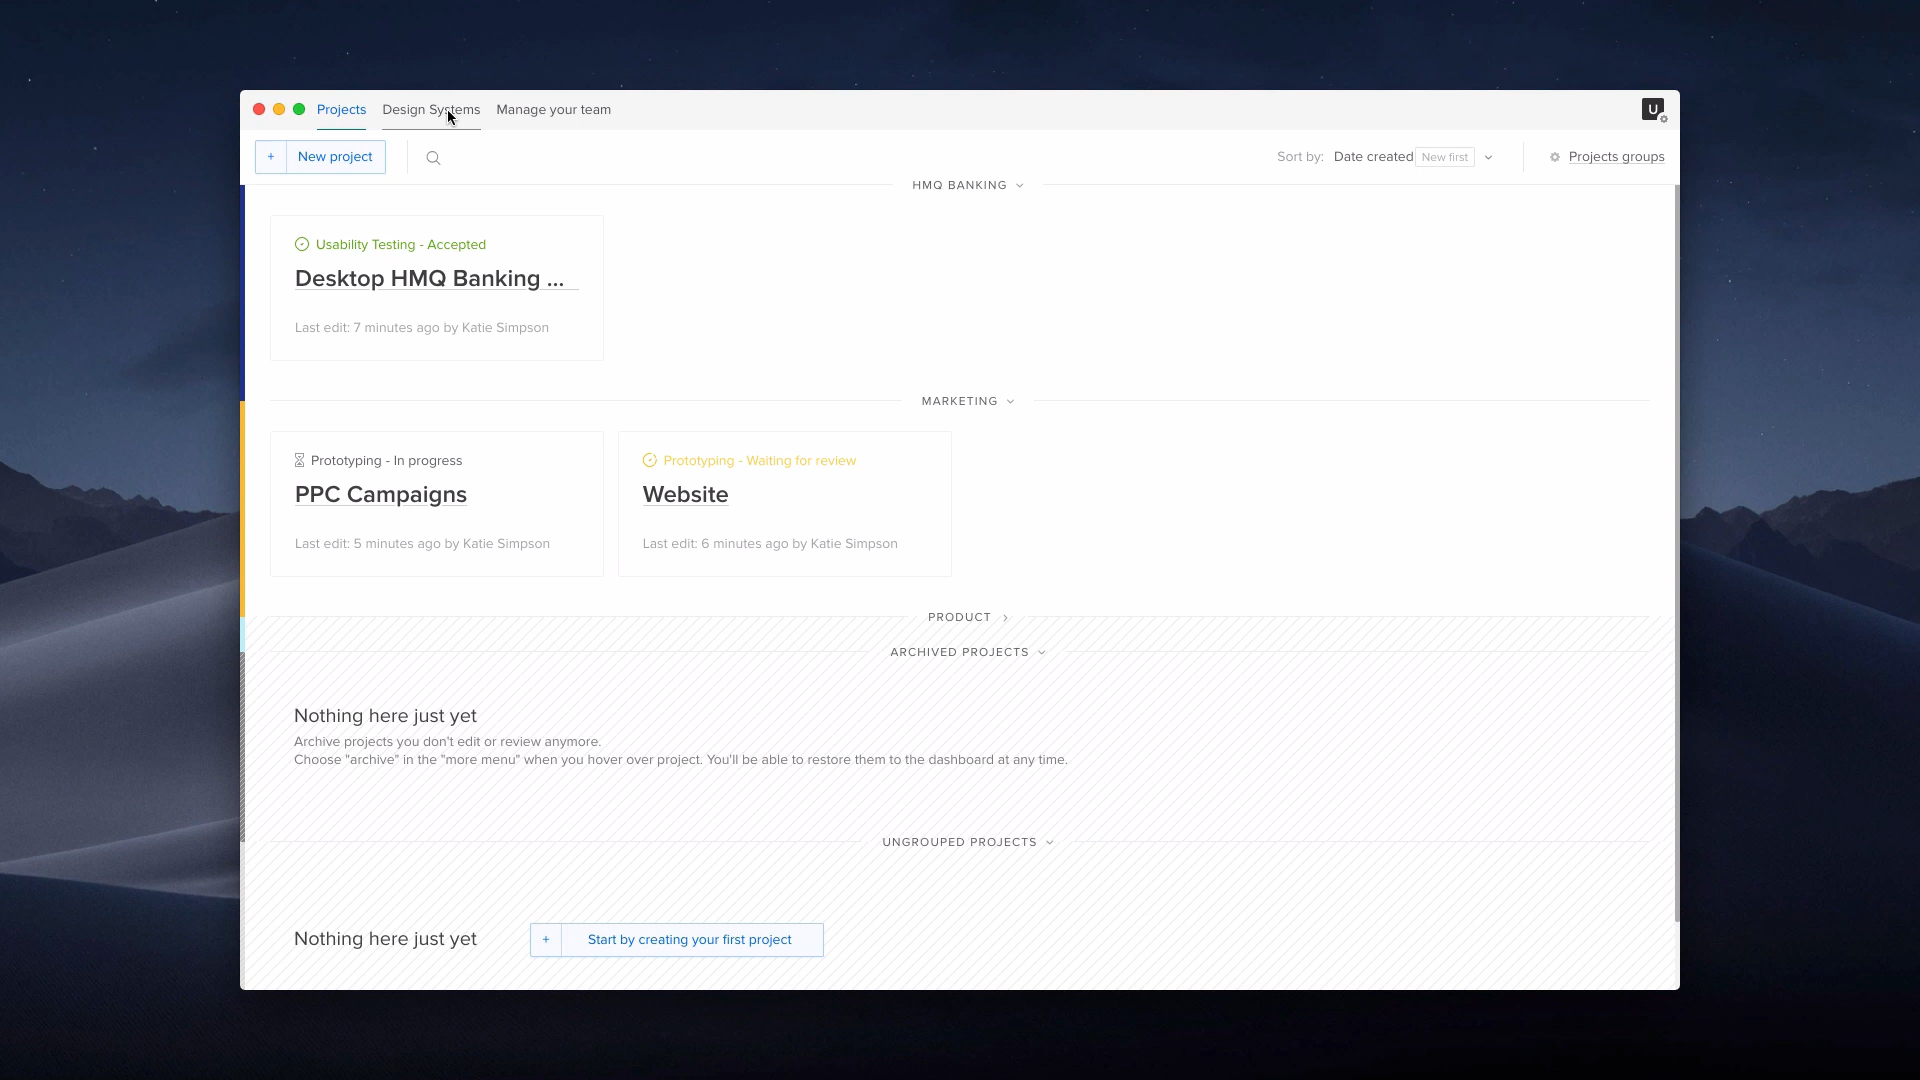 Projects Design Systems Manage your team U
+ New project Sort by: Date created New first Projects groups
HMQ BANKING
Usability Testing - Accepted
Desktop HMQ Banking ...
Last edit: 7 minutes ago by Katie Simpson
MARKETING
Prototyping - In progress
PPC Campaigns
Last edit: 5 minutes ago by Katie Simpson
Prototyping - Waiting for review
Website
Last edit: 6 minutes ago by Katie Simpson
PRODUCT
ARCHIVED PROJECTS
Nothing here just yet
Archive projects you don't edit or review anymore.
Choose "archive" in the "more menu" when you hover over project. You'll be able to restore them to the dashboard at any time.
UNGROUPED PROJECTS
Nothing here just yet + Start by creating your first project